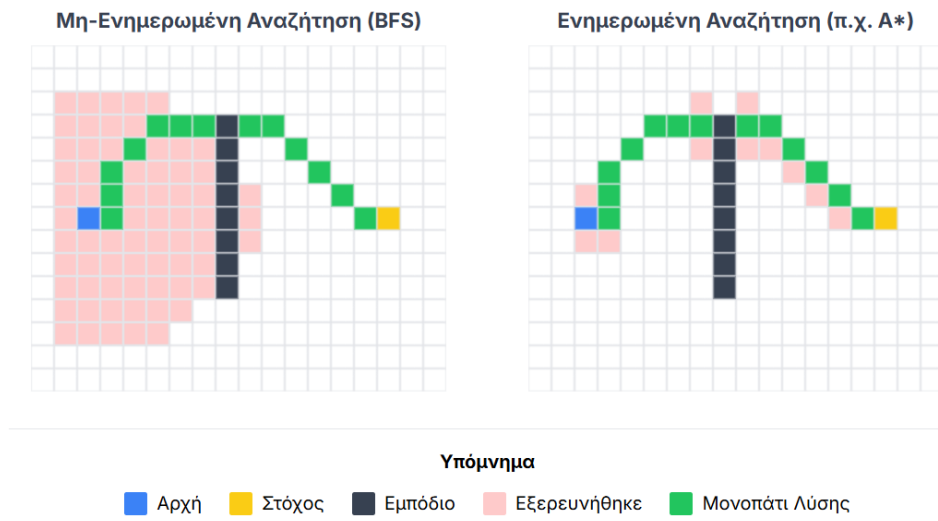 Μη-Ενημερωμένη Αναζήτηση (BFS)
Ενημερωμένη Αναζήτηση (π.χ. A*)
Υπόμνημα
Αρχή
Στόχος
Εμπόδιο
Εξερευνήθηκε
Μονοπάτι Λύσης